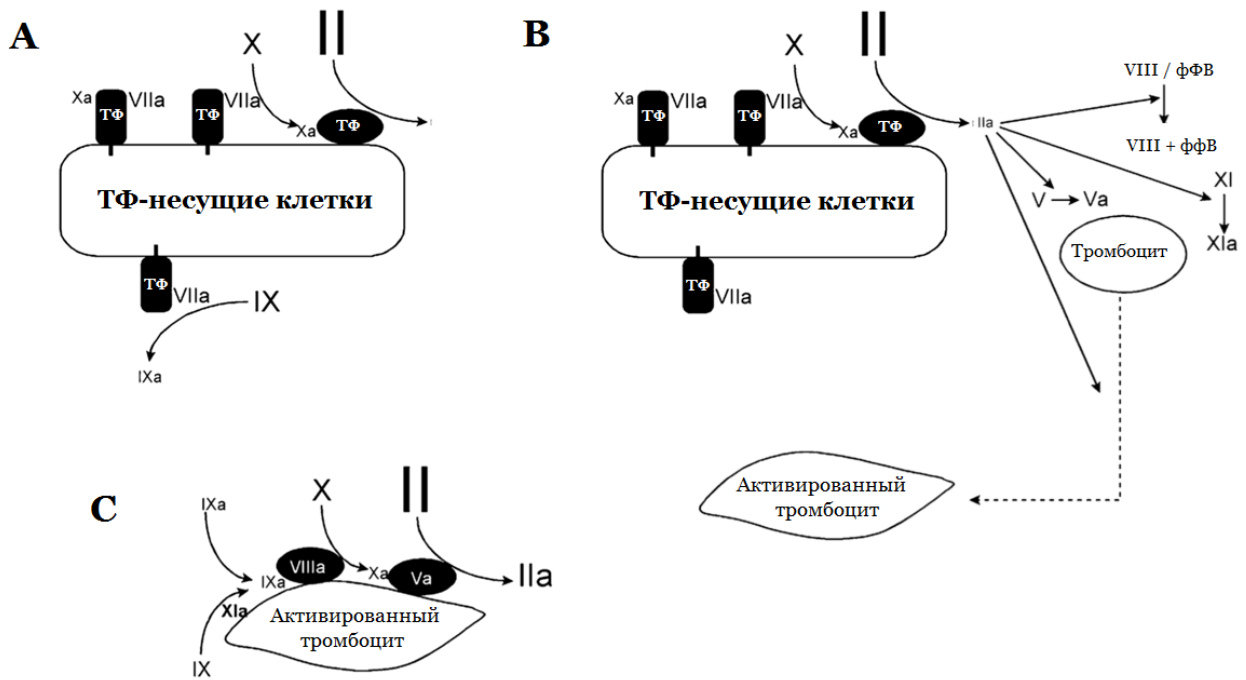 A
X
II
Xa
ТФ
VIIa
ТФ
VIIa
Xa
ТФ
ТФ-несущие клетки
ТФ
VIIa
IX
IXa
B
X
II
Xa
ТФ
VIIa
ТФ
VIIa
Xa
ТФ
IIa
VIII / фФВ
VIII + ффВ
XI
V
Va
XIa
ТФ-несущие клетки
Тромбоцит
ТФ
VIIa
Активированный
тромбоцит
C
IXa
X
II
VIIIa
IXa
Xa
Va
IIa
XIa
Активированный
тромбоцит
IX